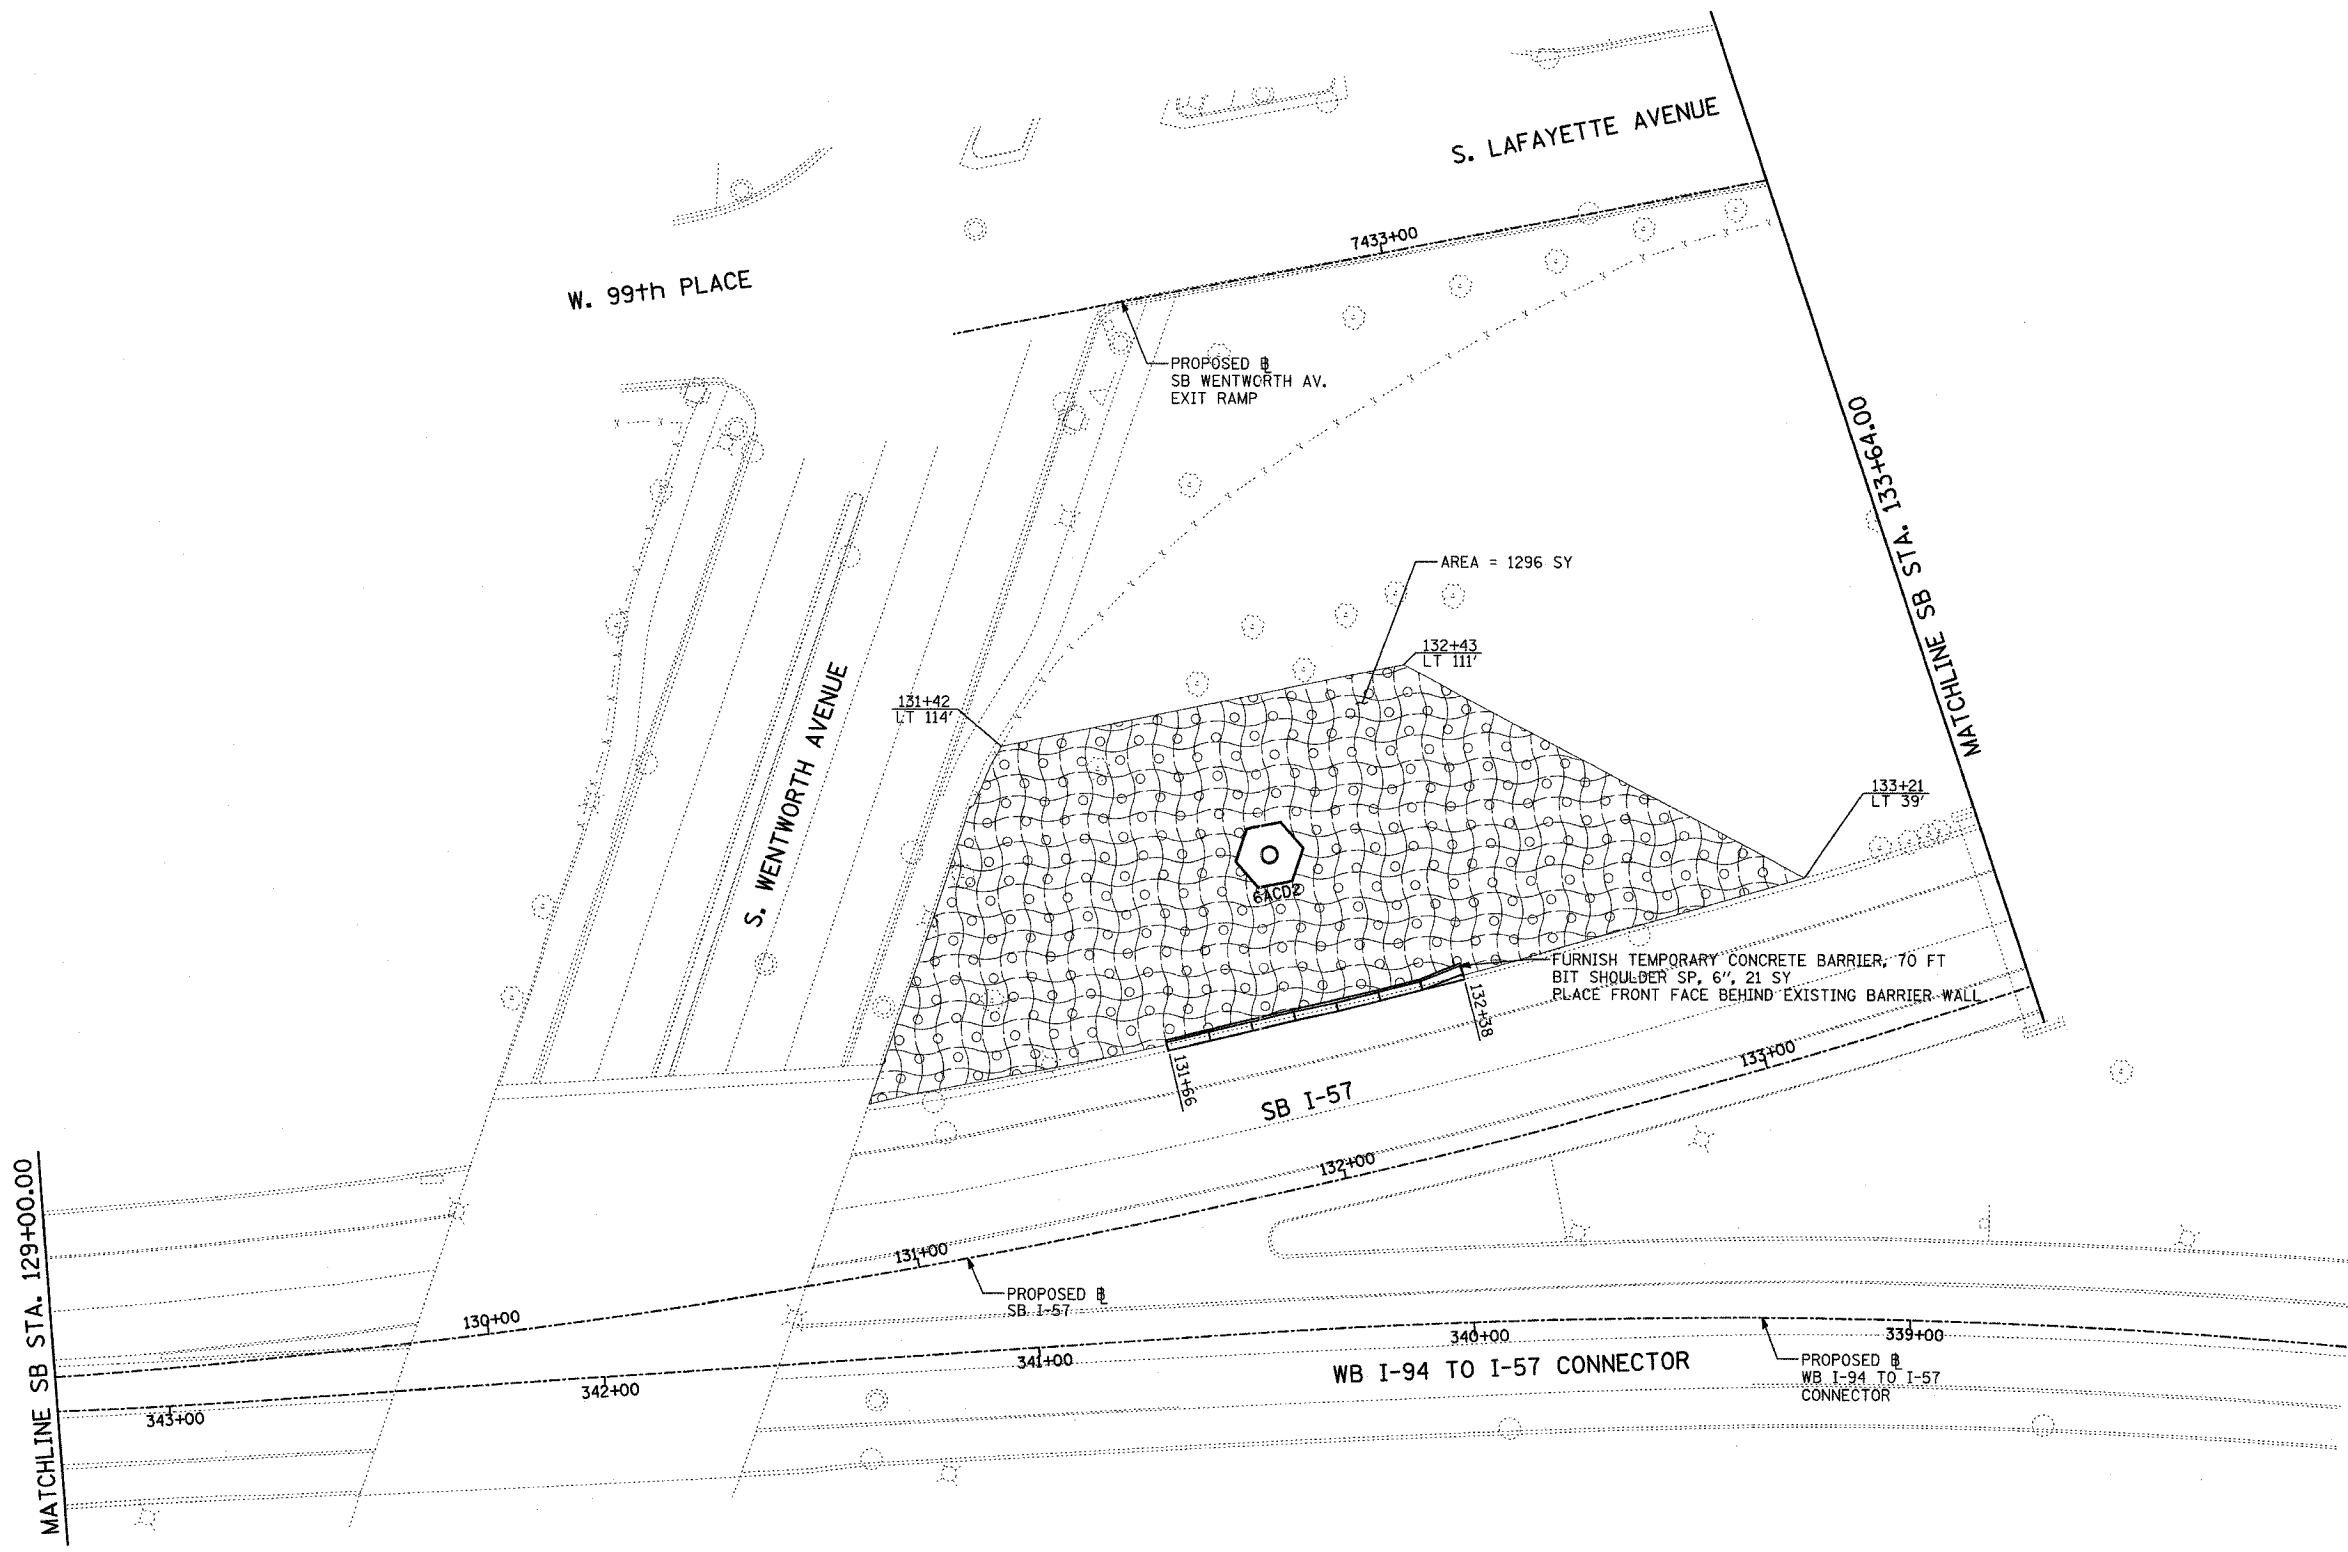 S. LAFAYETTE AVENUE
7433+00
W. 99th PLACE
PROPOSED ℄
SB WENTWORTH AV.
EXIT RAMP
MATCHLINE SB STA. 133+64.00
AREA = 1296 SY
132+43
LT 111'
131+42
LT 114'
S. WENTWORTH AVENUE
133+21
LT 39'
6ACD2
FURNISH TEMPORARY CONCRETE BARRIER, 70 FT
BIT SHOULDER SP, 6", 21 SY
PLACE FRONT FACE BEHIND EXISTING BARRIER WALL
132+38
131+66
SB I-57
133+00
132+00
131+00
130+00
PROPOSED ℄
SB I-57
MATCHLINE SB STA. 129+00.00
343+00
342+00
341+00
340+00
339+00
WB I-94 TO I-57 CONNECTOR
PROPOSED ℄
WB I-94 TO I-57
CONNECTOR